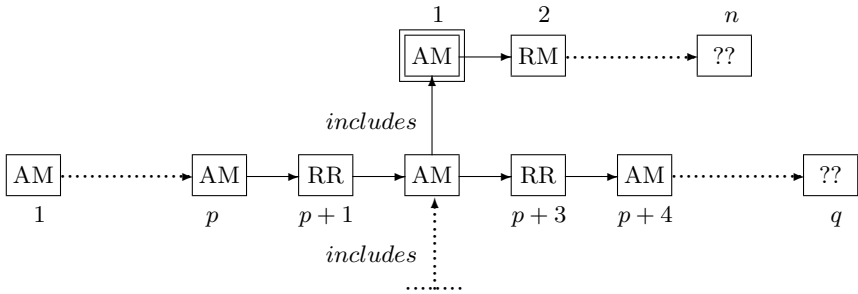 1 2 n
AM RM ??
includes
AM AM RR AM RR AM ??
1 p p + 1 p + 3 p + 4 q
includes